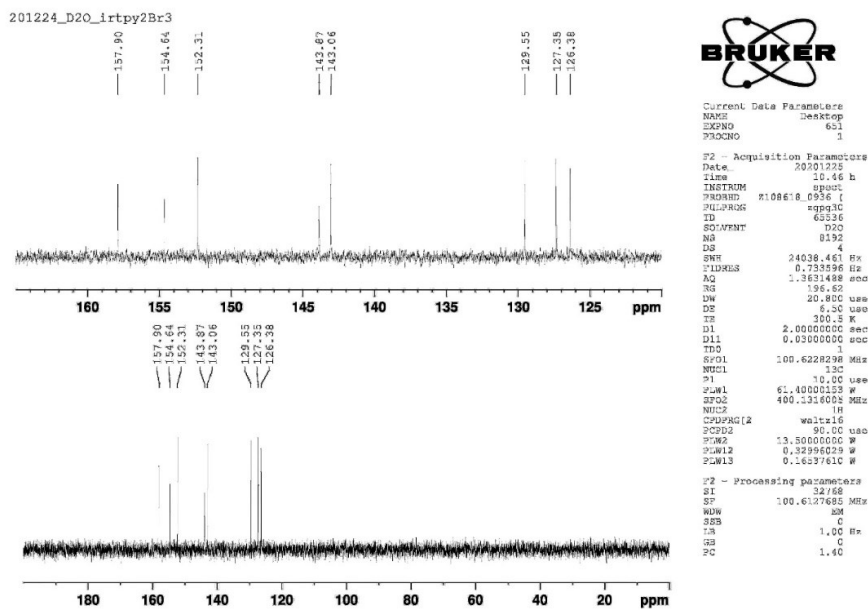 201224_D2O_irtpy2Br3
157.90
154.64
152.31
143.87
143.06
129.55
127.35
126.38
160 155 150 145 140 135 130 125 ppm
157.90
154.64
152.31
143.87
143.06
129.55
127.35
126.38
180 160 140 120 100 80 60 40 20 ppm
BRUKER
Current Data Parameters
NAME Desktop
EXPNO 651
PROCNO 1
F2 - Acquisition Parameters
Date_ 20201225
Time 10.46 h
INSTRUM spect
PROBHD Z108618_0936 (
PULPROG zgpg30
TD 65536
SOLVENT D2O
NS 8192
DS 4
SWH 24038.461 Hz
FIDRES 0.733596 Hz
AQ 1.3631488 sec
RG 196.62
DW 20.800 usec
DE 6.50 usec
TE 300.5 K
D1 2.00000000 sec
D11 0.03000000 sec
TD0 1
SFO1 100.6228298 MHz
NUC1 13C
P1 10.00 usec
PLW1 61.40000153 W
SFO2 400.1316005 MHz
NUC2 1H
CPDPRG[2 waltz16
PCPD2 90.00 usec
PLW2 13.50000000 W
PLW12 0.32996029 W
PLW13 0.16537610 W
F2 - Processing parameters
SI 32768
SF 100.6127685 MHz
WDW EM
SSB 0
LB 1.00 Hz
GB 0
PC 1.40